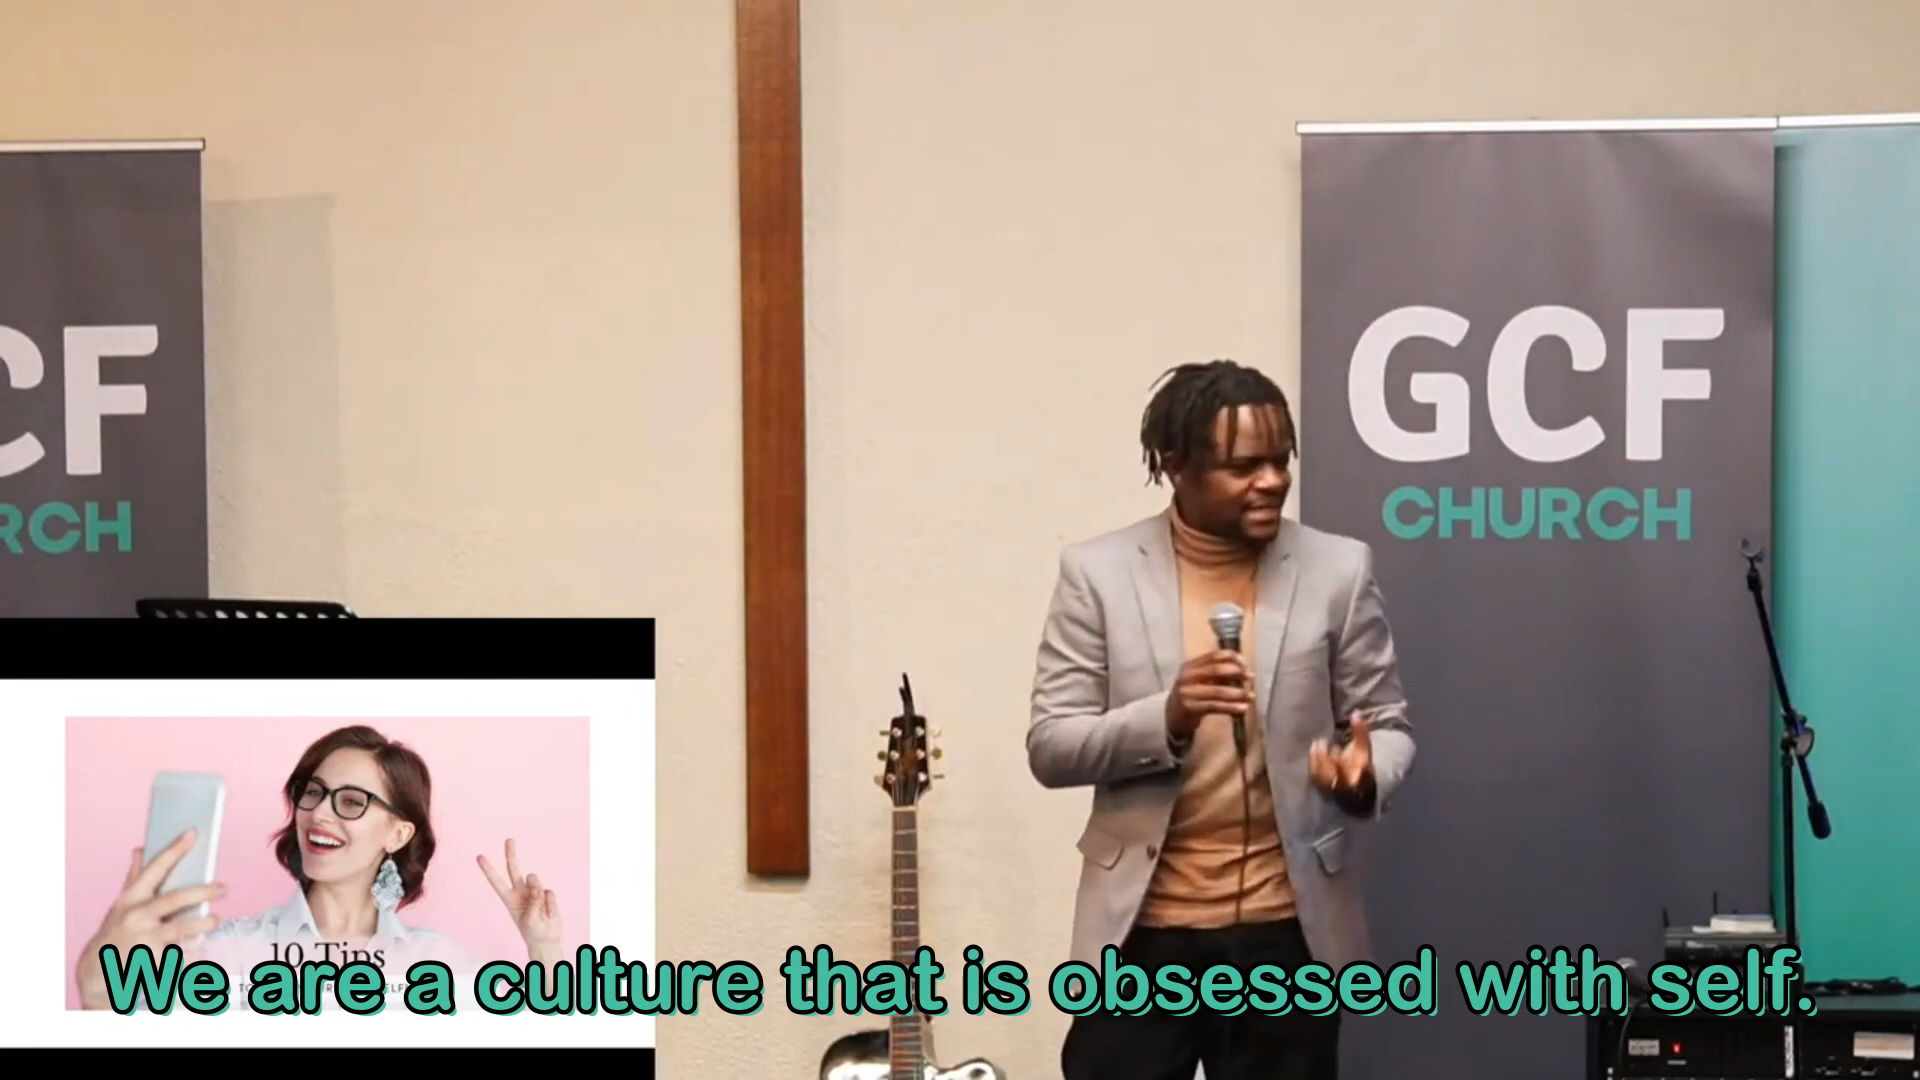 CF
RCH
GCF
CHURCH
10 Tips
We are a culture that is obsessed with self.